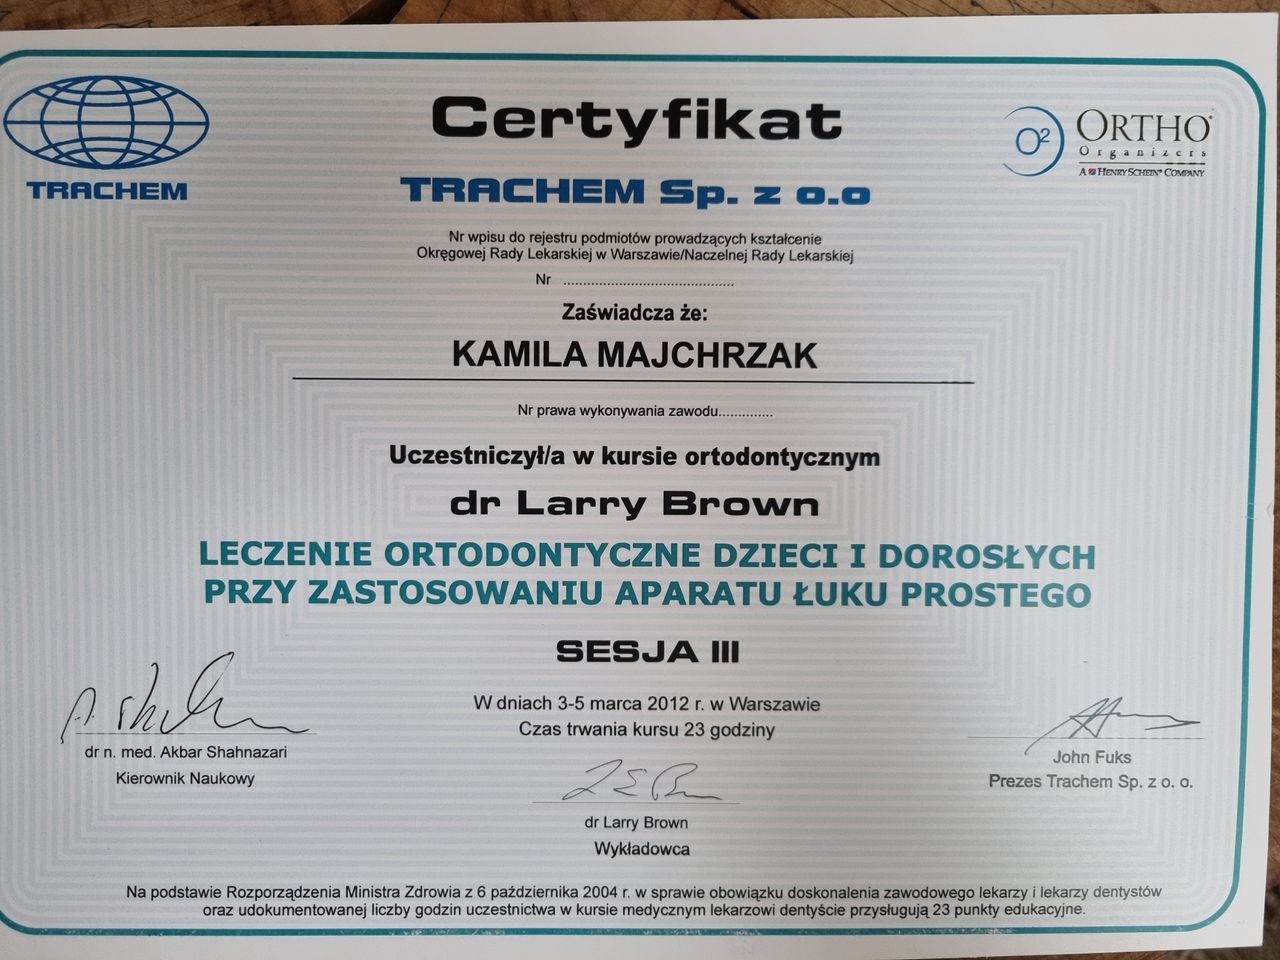 TRACHEM
Certyfikat
O²
ORTHO
Organizers
A HENRY SCHEIN® COMPANY
TRACHEM Sp. z o.o
Nr wpisu do rejestru podmiotów prowadzących kształcenie
Okręgowej Rady Lekarskiej w Warszawie/Naczelnej Rady Lekarskiej
Nr ..........................................
Zaświadcza że:
KAMILA MAJCHRZAK
Nr prawa wykonywania zawodu.............
Uczestniczył/a w kursie ortodontycznym
dr Larry Brown
LECZENIE ORTODONTYCZNE DZIECI I DOROSŁYCH
PRZY ZASTOSOWANIU APARATU ŁUKU PROSTEGO
SESJA III
W dniach 3-5 marca 2012 r. w Warszawie
Czas trwania kursu 23 godziny
dr n. med. Akbar Shahnazari
Kierownik Naukowy
dr Larry Brown
Wykładowca
John Fuks
Prezes Trachem Sp. z o. o.
Na podstawie Rozporządzenia Ministra Zdrowia z 6 października 2004 r. w sprawie obowiązku doskonalenia zawodowego lekarzy i lekarzy dentystów
oraz udokumentowanej liczby godzin uczestnictwa w kursie medycznym lekarzowi dentyście przysługują 23 punkty edukacyjne.